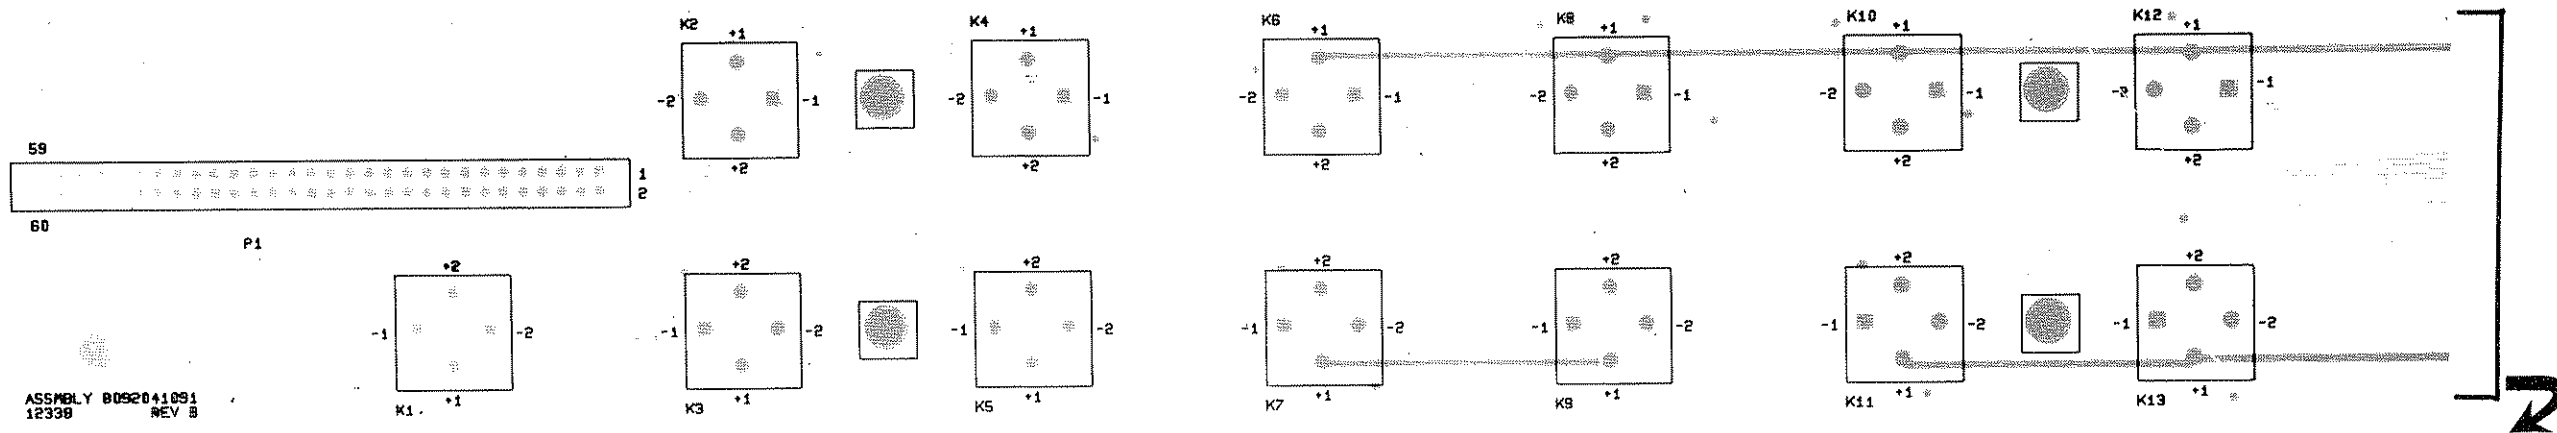 K2 K4 K6 K8 K10 K12
+1 +1 +1 +1 +1 +1
-2 -1 -2 -1 -2 -1 -2 -1 -2 -1 -2 -1
+2 +2 +2 +2 +2 +2
59
1
2
60
P1
+2 +2 +2 +2 +2 +2 +2
-1 -2 -1 -2 -1 -2 -1 -2 -1 -2 -1 -2 -1 -2
+1 +1 +1 +1 +1 +1 +1
K1 K3 K5 K7 K9 K11 K13
ASSMBLY B092041091
12339 REV B